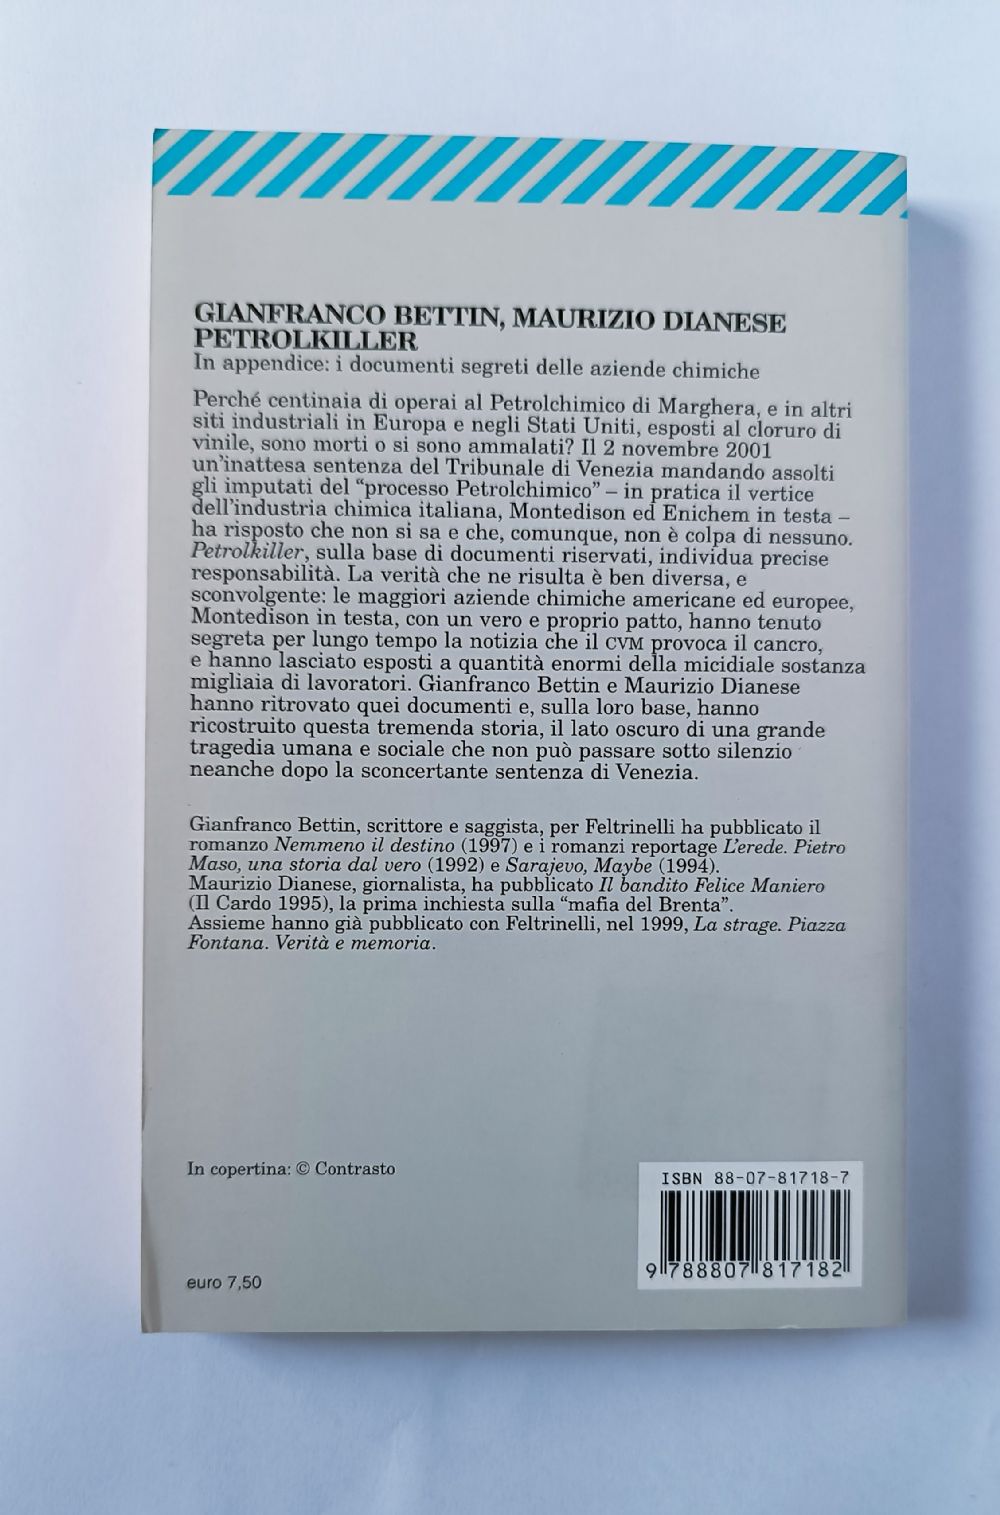 GIANFRANCO BETTIN, MAURIZIO DIANESE
PETROLKILLER
In appendice: i documenti segreti delle aziende chimiche
Perché centinaia di operai al Petrolchimico di Marghera, e in altri
siti industriali in Europa e negli Stati Uniti, esposti al cloruro di
vinile, sono morti o si sono ammalati? Il 2 novembre 2001
un'inattesa sentenza del Tribunale di Venezia mandando assolti
gli imputati del “processo Petrolchimico” – in pratica il vertice
dell'industria chimica italiana, Montedison ed Enichem in testa –
ha risposto che non si sa e che, comunque, non è colpa di nessuno.
Petrolkiller, sulla base di documenti riservati, individua precise
responsabilità. La verità che ne risulta è ben diversa, e
sconvolgente: le maggiori aziende chimiche americane ed europee,
Montedison in testa, con un vero e proprio patto, hanno tenuto
segreta per lungo tempo la notizia che il CVM provoca il cancro,
e hanno lasciato esposti a quantità enormi della micidiale sostanza
migliaia di lavoratori. Gianfranco Bettin e Maurizio Dianese
hanno ritrovato quei documenti e, sulla loro base, hanno
ricostruito questa tremenda storia, il lato oscuro di una grande
tragedia umana e sociale che non può passare sotto silenzio
neanche dopo la sconcertante sentenza di Venezia.
Gianfranco Bettin, scrittore e saggista, per Feltrinelli ha pubblicato il
romanzo Nemmeno il destino (1997) e i romanzi reportage L'erede. Pietro
Maso, una storia dal vero (1992) e Sarajevo, Maybe (1994).
Maurizio Dianese, giornalista, ha pubblicato Il bandito Felice Maniero
(Il Cardo 1995), la prima inchiesta sulla “mafia del Brenta”.
Assieme hanno già pubblicato con Feltrinelli, nel 1999, La strage. Piazza
Fontana. Verità e memoria.
In copertina: © Contrasto
ISBN 88-07-81718-7
9 788807 817182
euro 7,50